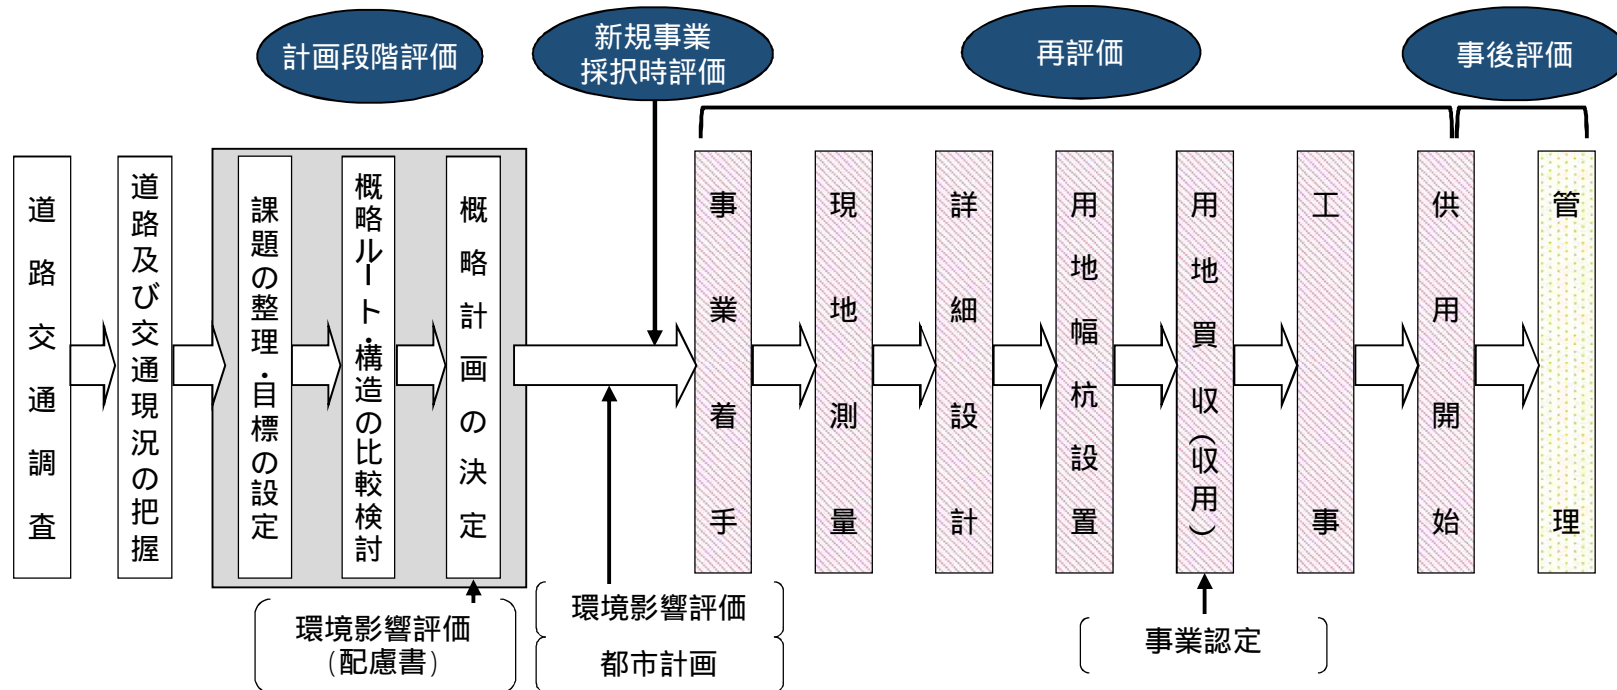 計画段階評価
新規事業
採択時評価
再評価
事後評価
道路交通調査
道路及び交通現況の把握
課題の整理・目標の設定
概略ルート・構造の比較検討
概略計画の決定
事業着手
現地測量
詳細設計
用地幅杭設置
用地買収(収用)
工事
供用開始
管理
環境影響評価
(配慮書)
環境影響評価
都市計画
事業認定